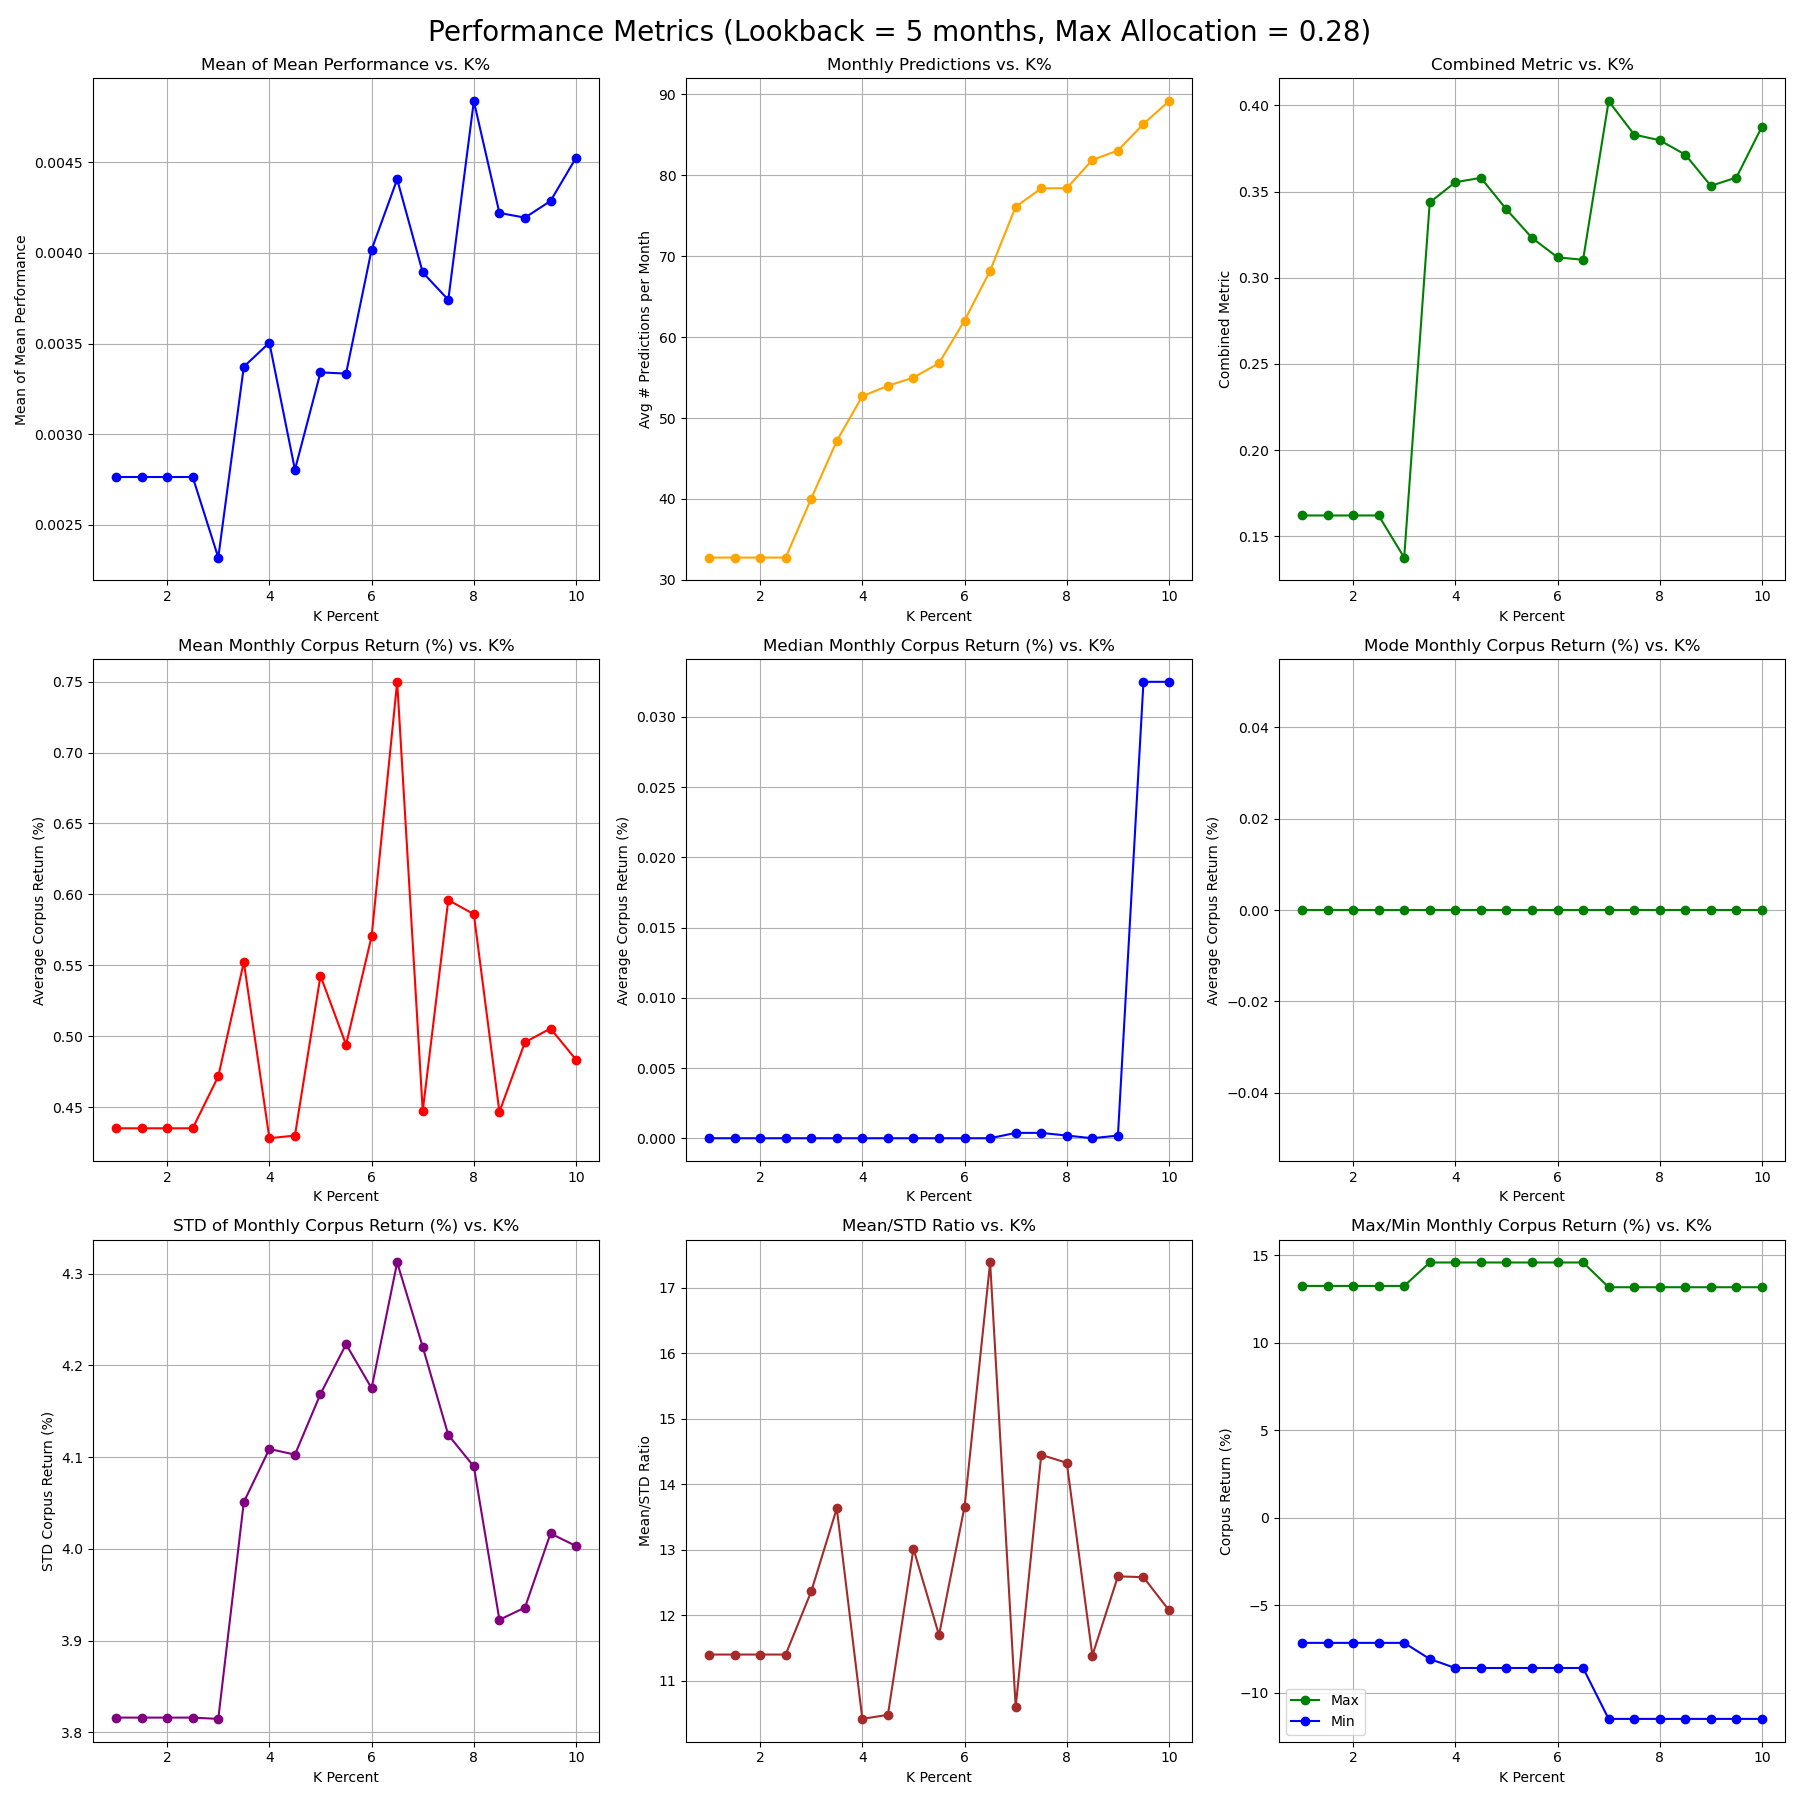 Performance Metrics (Lookback = 5 months, Max Allocation = 0.28)
Mean of Mean Performance vs. K%
Mean of Mean Performance
0.0045
0.0040
0.0035
0.0030
0.0025
2 4 6 8 10
K Percent
Monthly Predictions vs. K%
Avg # Predictions per Month
90
80
70
60
50
40
30
2 4 6 8 10
K Percent
Combined Metric vs. K%
Combined Metric
0.40
0.35
0.30
0.25
0.20
0.15
2 4 6 8 10
K Percent
Mean Monthly Corpus Return (%) vs. K%
Average Corpus Return (%)
0.75
0.70
0.65
0.60
0.55
0.50
0.45
2 4 6 8 10
K Percent
Median Monthly Corpus Return (%) vs. K%
Average Corpus Return (%)
0.030
0.025
0.020
0.015
0.010
0.005
0.000
2 4 6 8 10
K Percent
Mode Monthly Corpus Return (%) vs. K%
Average Corpus Return (%)
0.04
0.02
0.00
−0.02
−0.04
2 4 6 8 10
K Percent
STD of Monthly Corpus Return (%) vs. K%
STD Corpus Return (%)
4.3
4.2
4.1
4.0
3.9
3.8
2 4 6 8 10
K Percent
Mean/STD Ratio vs. K%
Mean/STD Ratio
17
16
15
14
13
12
11
2 4 6 8 10
K Percent
Max/Min Monthly Corpus Return (%) vs. K%
Corpus Return (%)
15
10
5
0
−5
−10
Max
Min
2 4 6 8 10
K Percent